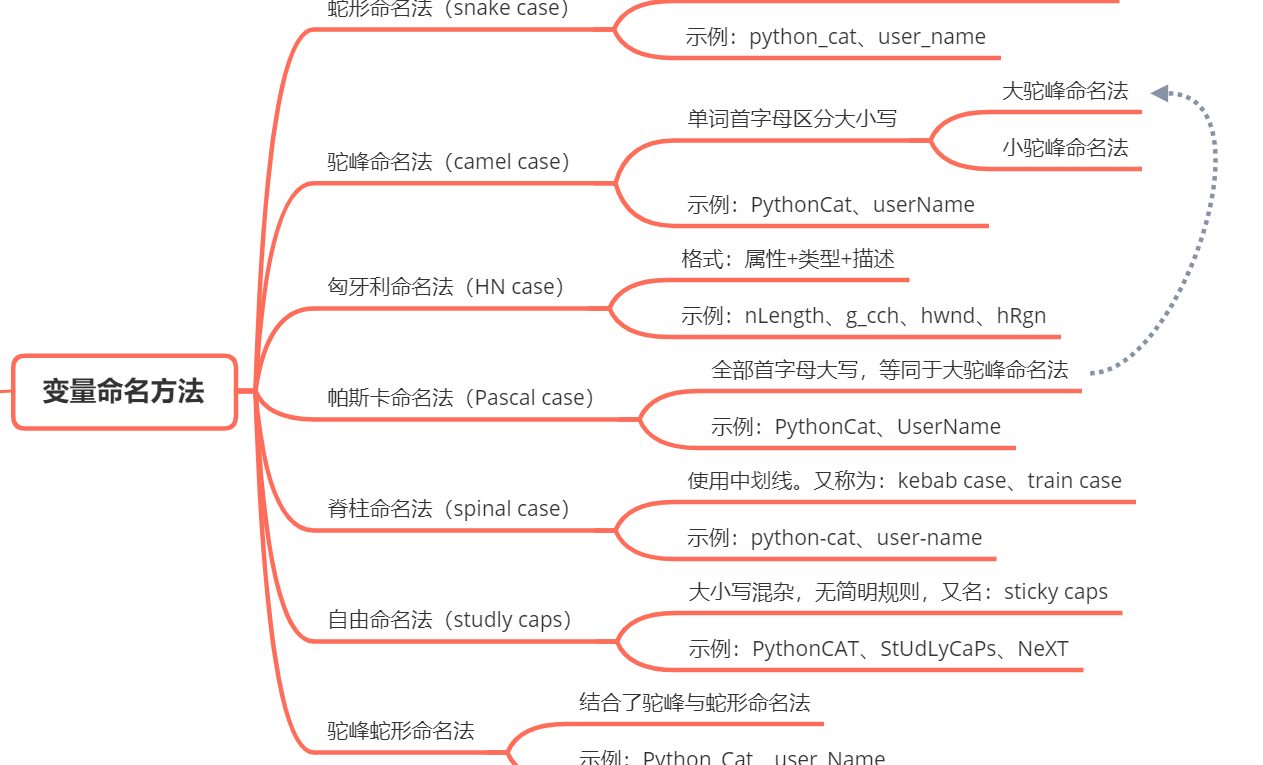 蛇形命名法（snake case）
示例：python_cat、user_name
驼峰命名法（camel case）
单词首字母区分大小写
大驼峰命名法
小驼峰命名法
示例：PythonCat、userName
匈牙利命名法（HN case）
格式：属性+类型+描述
示例：nLength、g_cch、hwnd、hRgn
变量命名方法
帕斯卡命名法（Pascal case）
全部首字母大写，等同于大驼峰命名法
示例：PythonCat、UserName
脊柱命名法（spinal case）
使用中划线。又称为：kebab case、train case
示例：python-cat、user-name
自由命名法（studly caps）
大小写混杂，无简明规则，又名：sticky caps
示例：PythonCAT、StUdLyCaPs、NeXT
驼峰蛇形命名法
结合了驼峰与蛇形命名法
示例：Python_Cat、user_Name